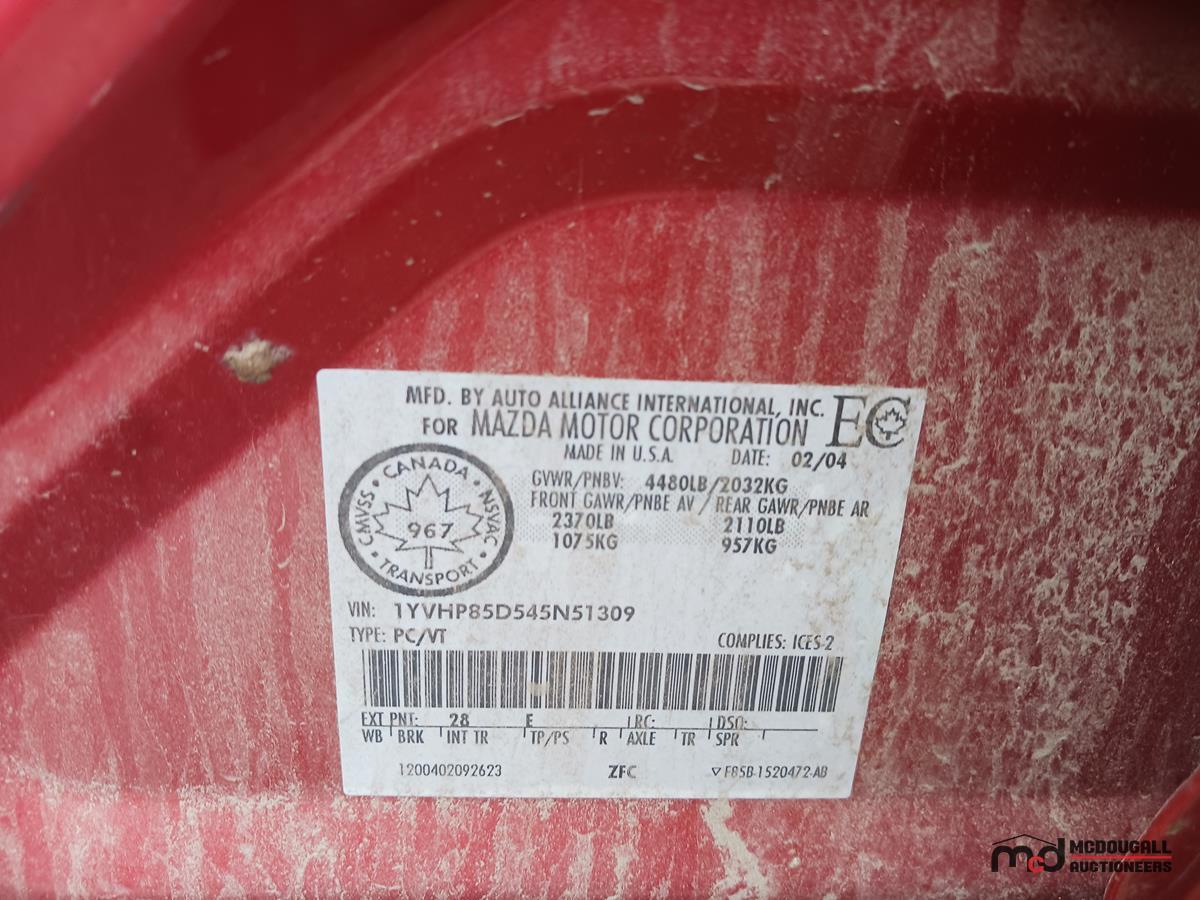 MFD. BY AUTO ALLIANCE INTERNATIONAL, INC.
FOR MAZDA MOTOR CORPORATION
EC
MADE IN U.S.A. DATE: 02/04
GVWR/PNBV: 4480LB/2032KG
FRONT GAWR/PNBE AV / REAR GAWR/PNBE AR
2370LB 2110LB
1075KG 957KG
CANADA
CMVSS • 967 • NSVAC
TRANSPORT
VIN: 1YVHP85D545N51309
TYPE: PC/VT COMPLIES: ICES-2
EXT PNT: 28 E RC: DSO:
WB BRK INT TR TP/PS R AXLE TR SPR
1200402092623 ZFC ▽ F85B-1520472-AB
mcd MCDOUGALL
AUCTIONEERS